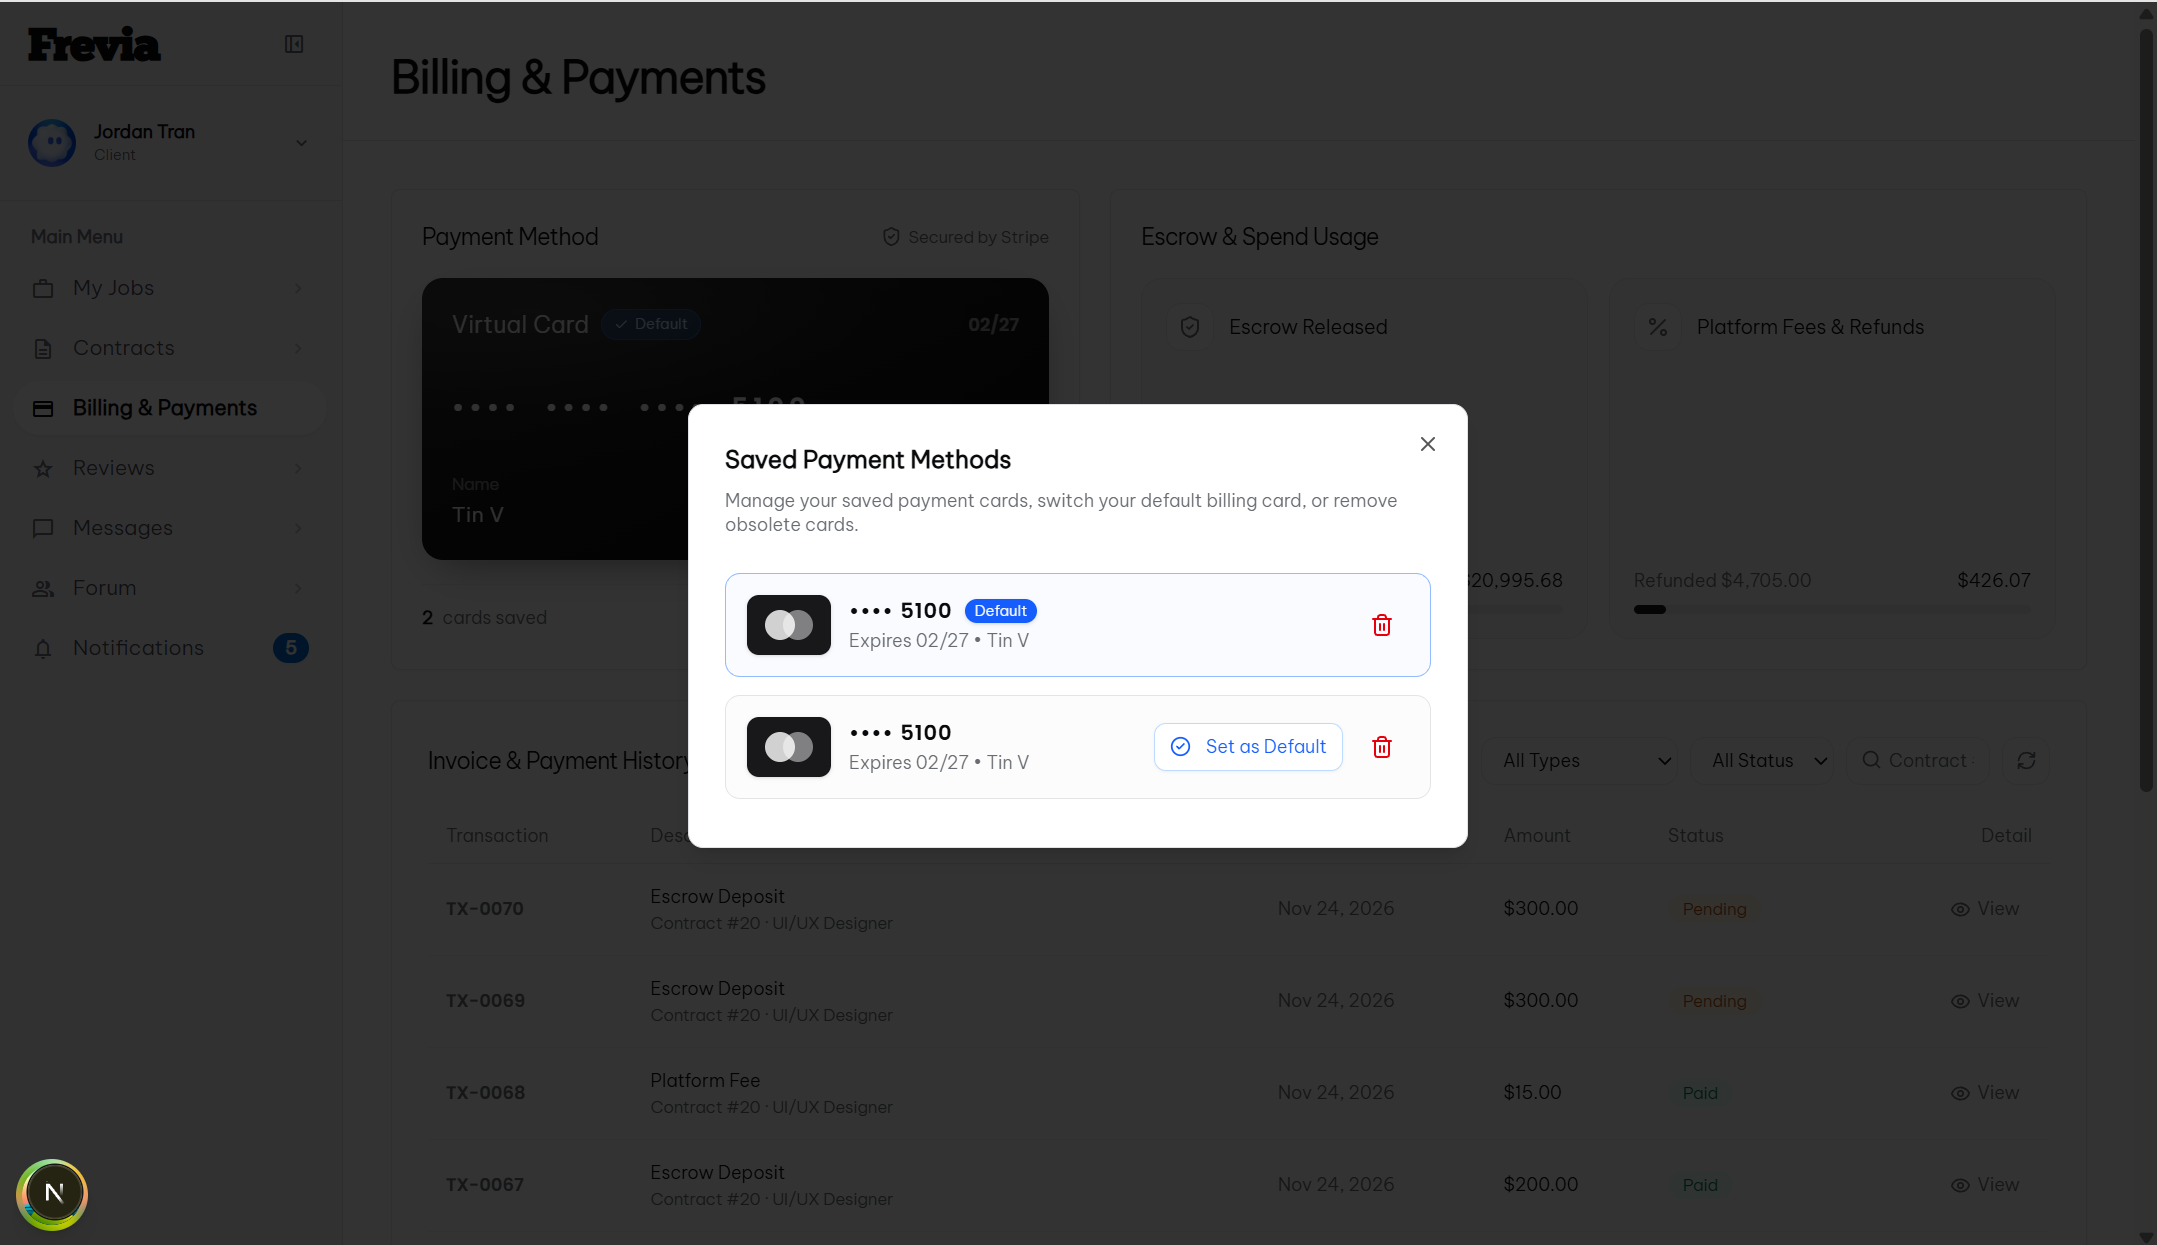 Frevia
Jordan Tran
Client
Main Menu
My Jobs
Contracts
Billing & Payments
Reviews
Messages
Forum
Notifications
5
Billing & Payments
Payment Method
Secured by Stripe
Virtual Card
Default
02/27
•••• •••• •••• 5100
Name
Tin V
2 cards saved
Escrow & Spend Usage
Escrow Released
$20,995.68
Platform Fees & Refunds
Refunded $4,705.00
$426.07
Saved Payment Methods
Manage your saved payment cards, switch your default billing card, or remove
obsolete cards.
•••• 5100 Default
Expires 02/27 • Tin V
•••• 5100
Expires 02/27 • Tin V
Set as Default
Invoice & Payment History
All Types
All Status
Contract
Transaction
Amount
Status
Detail
TX-0070
Escrow Deposit
Contract #20 · UI/UX Designer
Nov 24, 2026
$300.00
Pending
View
TX-0069
Escrow Deposit
Contract #20 · UI/UX Designer
Nov 24, 2026
$300.00
Pending
View
TX-0068
Platform Fee
Contract #20 · UI/UX Designer
Nov 24, 2026
$15.00
Paid
View
TX-0067
Escrow Deposit
Contract #20 · UI/UX Designer
Nov 24, 2026
$200.00
Paid
View
N